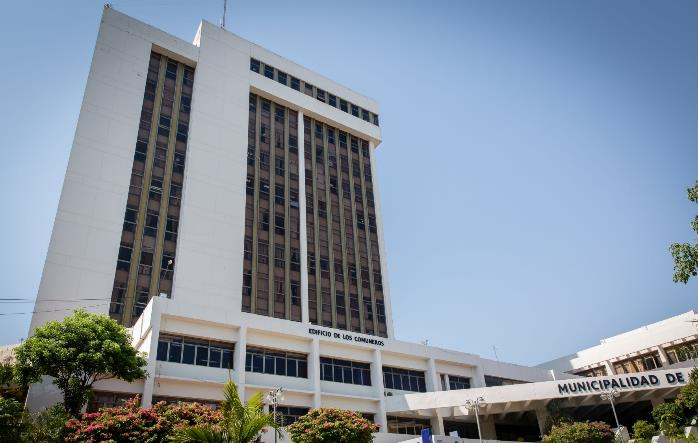 EDIFICIO DE LOS COMUNEROS
MUNICIPALIDAD DE